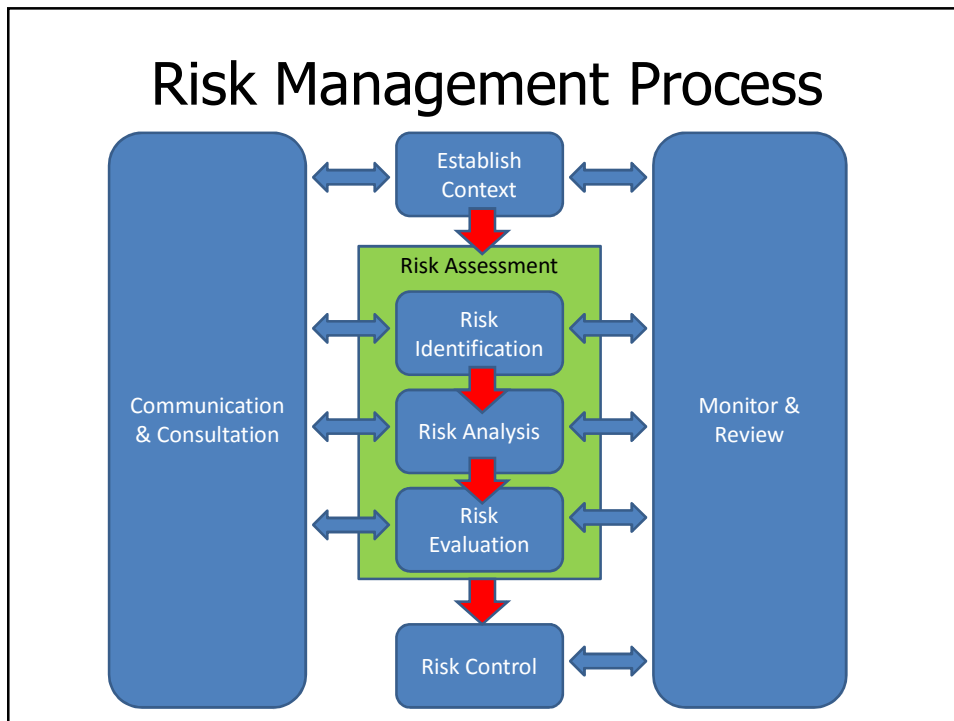 Risk Management Process
Establish
Context
Risk Assessment
Risk
Identification
Communication
& Consultation
Monitor &
Review
Risk Analysis
Risk
Evaluation
Risk Control